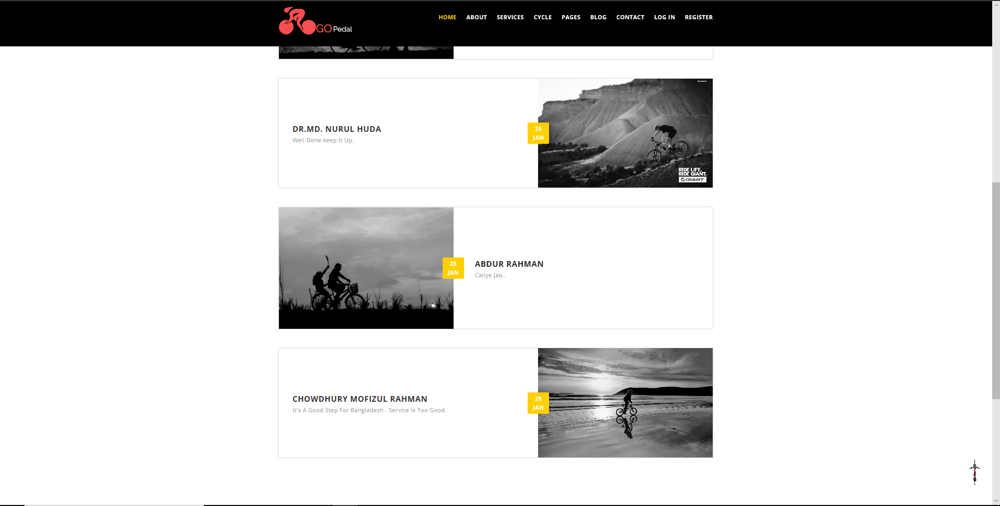 GO Pedal
HOME ABOUT SERVICES CYCLE PAGES BLOG CONTACT LOG IN REGISTER
DR.MD. NURUL HUDA
Well Done.keep It Up.
25
JAN
RIDE LIFE.
RIDE GIANT.
GIANT
25
JAN
ABDUR RAHMAN
Caliye Jao..
CHOWDHURY MOFIZUL RAHMAN
It's A Good Step For Bangladesh.. Service Is Too Good.
25
JAN